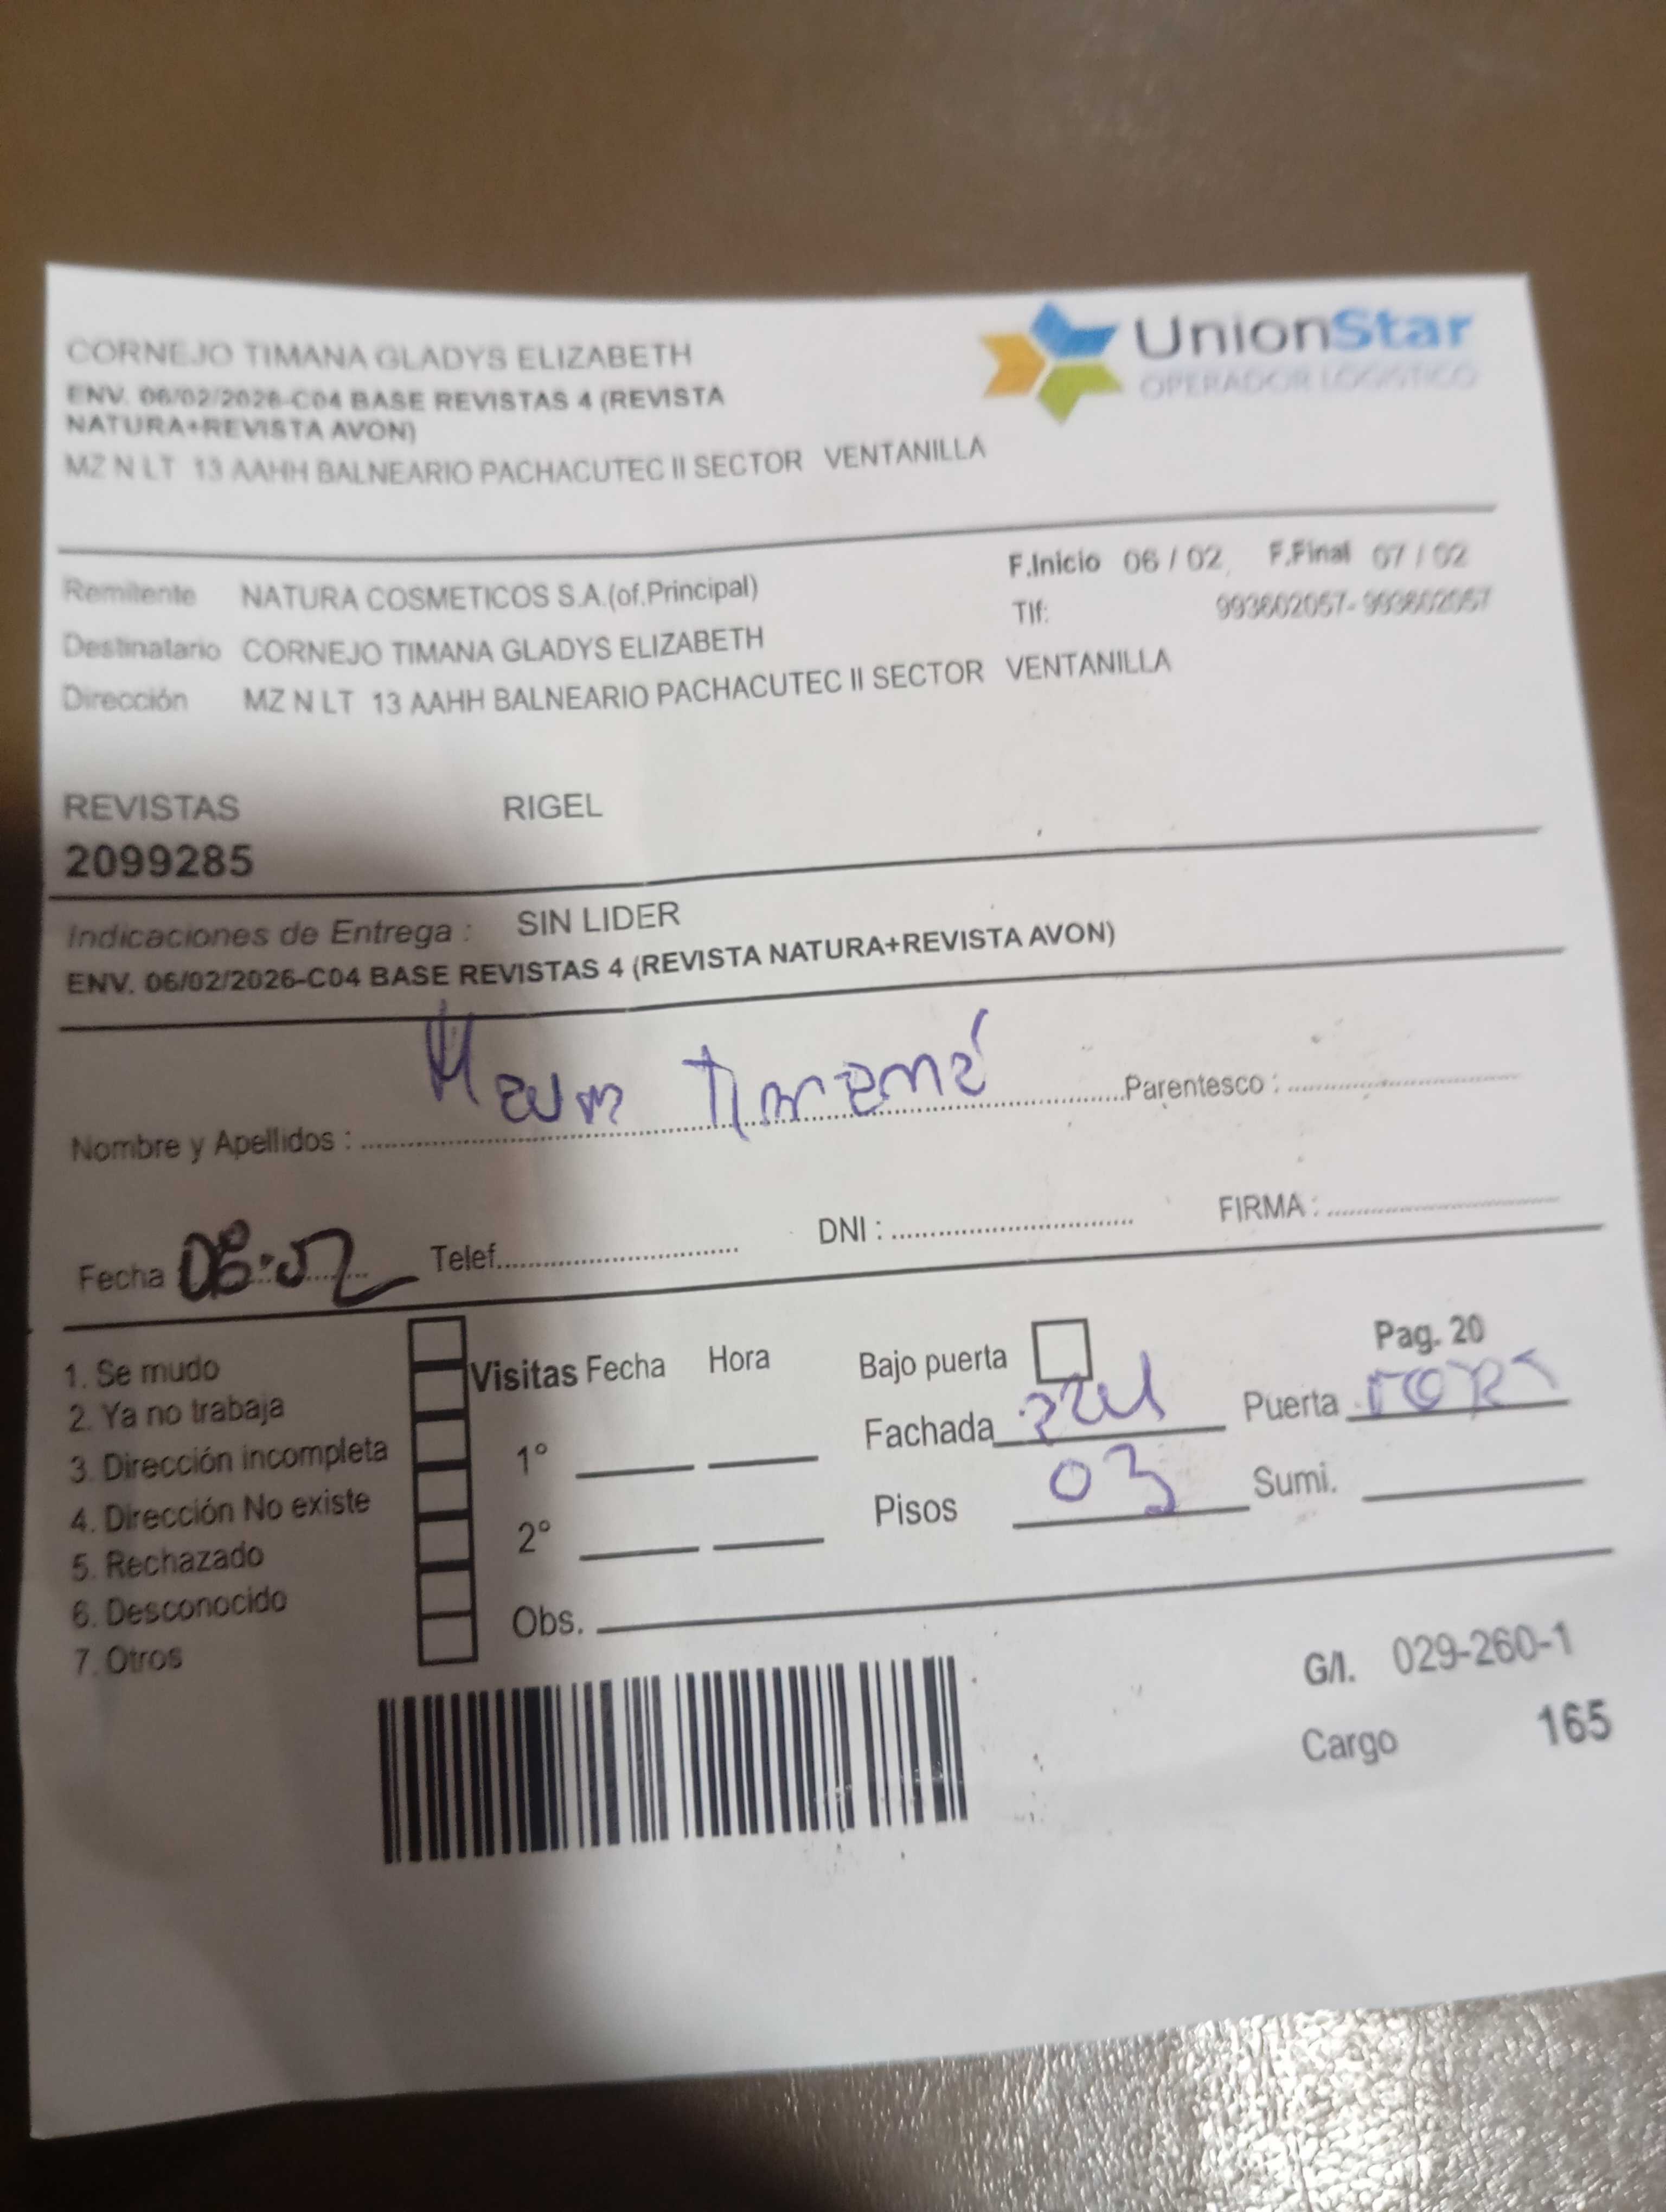 UnionStar
OPERADOR LOGISTICO
CORNEJO TIMANA GLADYS ELIZABETH
ENV. 06/02/2026-C04 BASE REVISTAS 4 (REVISTA
NATURA+REVISTA AVON)
MZ N LT 13 AAHH BALNEARIO PACHACUTEC II SECTOR VENTANILLA
F.Inicio 06 / 02 F.Final 07 / 02
Remitente NATURA COSMETICOS S.A.(of.Principal)
Tlf: 993602057- 993602057
Destinatario CORNEJO TIMANA GLADYS ELIZABETH
Dirección MZ N LT 13 AAHH BALNEARIO PACHACUTEC II SECTOR VENTANILLA
REVISTAS RIGEL
2099285
Indicaciones de Entrega : SIN LIDER
ENV. 06/02/2026-C04 BASE REVISTAS 4 (REVISTA NATURA+REVISTA AVON)
Nombre y Apellidos : Parentesco :
Fecha 08.02 Telef. DNI : FIRMA :
1. Se mudo
2. Ya no trabaja
3. Dirección incompleta
4. Dirección No existe
5. Rechazado
6. Desconocido
7. Otros
Visitas Fecha Hora
1°
2°
Obs.
Bajo puerta Pag. 20
Fachada Puerta
Pisos 03 Sumi.
G/I. 029-260-1
Cargo 165